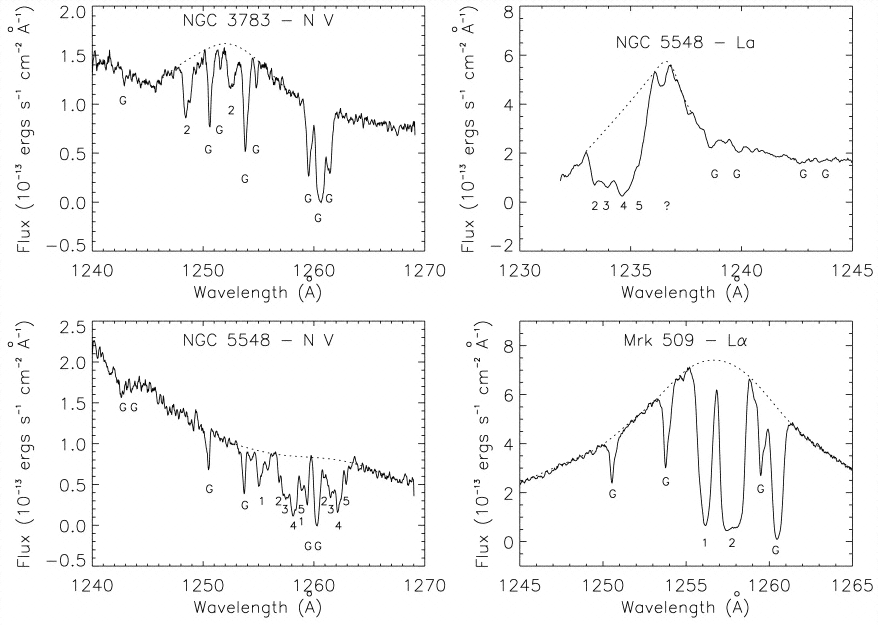 NGC 3783 – N V
Flux (10⁻¹³ ergs s⁻¹ cm⁻² Å⁻¹)
2.0
1.5
1.0
0.5
0.0
−0.5
G
2
G
G
2
G
G
G
G
G
1240
1250
1260
1270
Wavelength (Å)
NGC 5548 – La
Flux (10⁻¹³ ergs s⁻¹ cm⁻² Å⁻¹)
8
6
4
2
0
−2
2 3 4 5 ?
G G G G
1230
1235
1240
1245
Wavelength (Å)
NGC 5548 – N V
Flux (10⁻¹³ ergs s⁻¹ cm⁻² Å⁻¹)
2.5
2.0
1.5
1.0
0.5
0.0
−0.5
G G
G
G
1
2
3
4
5
1
2
3
4
5
G G
1240
1250
1260
1270
Wavelength (Å)
Mrk 509 – Lα
Flux (10⁻¹³ ergs s⁻¹ cm⁻² Å⁻¹)
8
6
4
2
0
G
G
1
2
G
G
1245
1250
1255
1260
1265
Wavelength (Å)